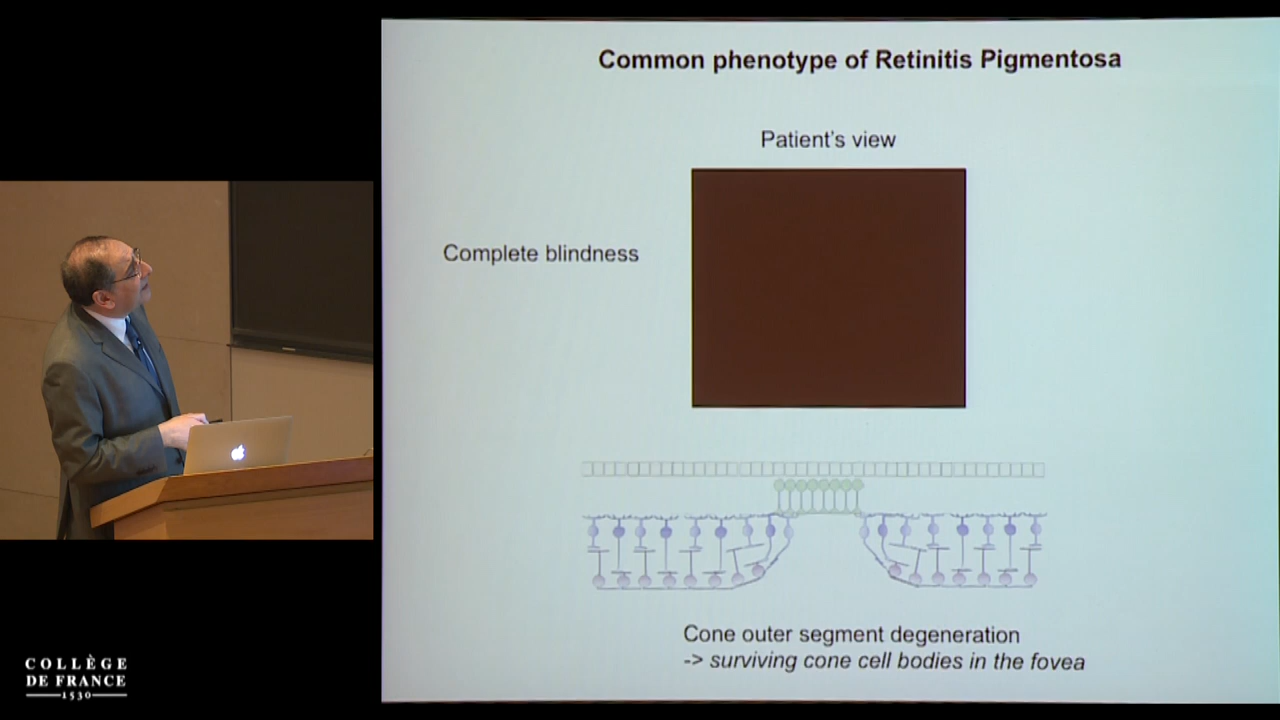 Common phenotype of Retinitis Pigmentosa
Patient's view
Complete blindness
Cone outer segment degeneration
-> surviving cone cell bodies in the fovea
COLLÈGE
DE FRANCE
1530